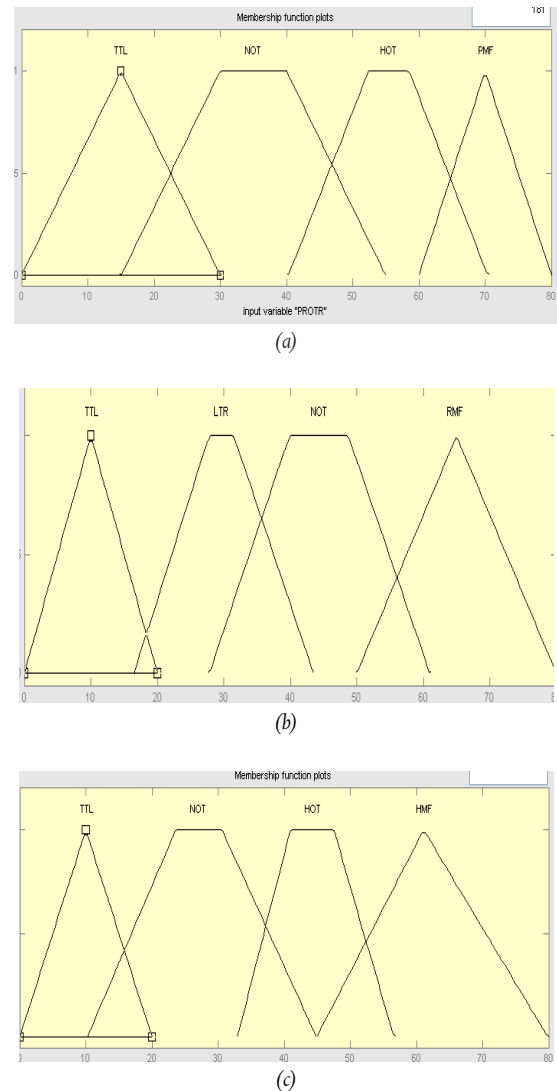 Membership function plots
181
TTL NOT HOT PMF
1
5
0
0 10 20 30 40 50 60 70 80
input variable "PROTR"
(a)
TTL LTR NOT RMF
5
0
0 10 20 30 40 50 60 70 8
(b)
Membership function plots
TTL NOT HOT HMF
0 10 20 30 40 50 60 70 80
(c)